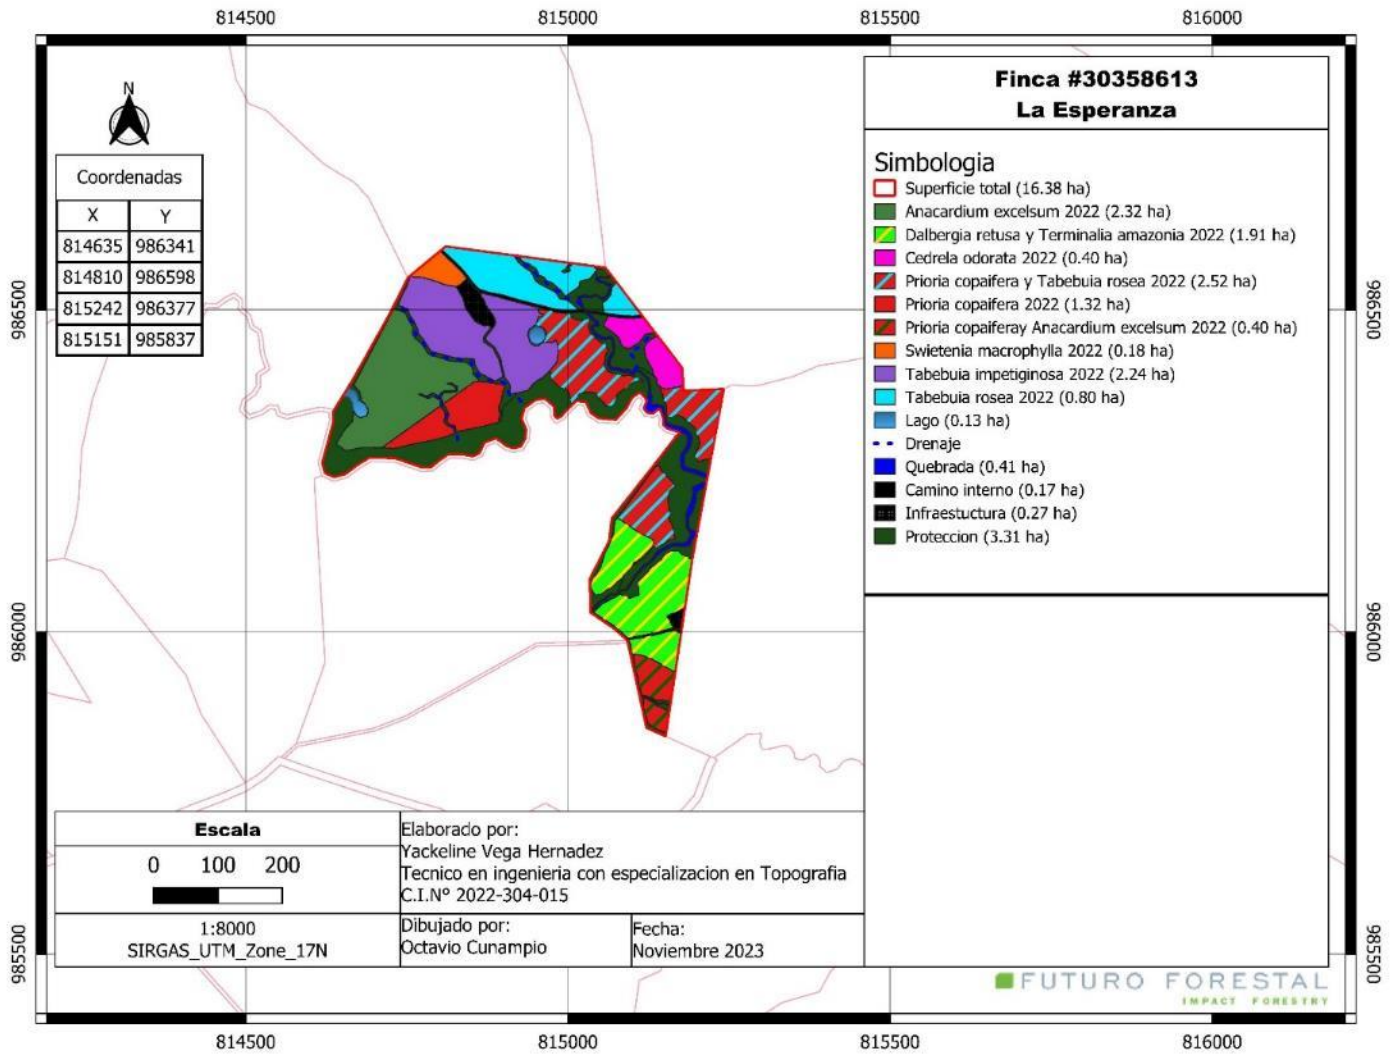 814500
815000
815500
816000
N
Coordenadas
X Y
814635 986341
814810 986598
815242 986377
815151 985837
986500
986000
985500
Finca #30358613
La Esperanza
Simbologia
Superficie total (16.38 ha)
Anacardium excelsum 2022 (2.32 ha)
Dalbergia retusa y Terminalia amazonia 2022 (1.91 ha)
Cedrela odorata 2022 (0.40 ha)
Prioria copaifera y Tabebuia rosea 2022 (2.52 ha)
Prioria copaifera 2022 (1.32 ha)
Prioria copaiferay Anacardium excelsum 2022 (0.40 ha)
Swietenia macrophylla 2022 (0.18 ha)
Tabebuia impetiginosa 2022 (2.24 ha)
Tabebuia rosea 2022 (0.80 ha)
Lago (0.13 ha)
Drenaje
Quebrada (0.41 ha)
Camino interno (0.17 ha)
Infraestuctura (0.27 ha)
Proteccion (3.31 ha)
986500
986000
985500
Escala
0 100 200
1:8000
SIRGAS_UTM_Zone_17N
Elaborado por:
Yackeline Vega Hernadez
Tecnico en ingenieria con especializacion en Topografia
C.I.Nº 2022-304-015
Dibujado por:
Octavio Cunampio
Fecha:
Noviembre 2023
FUTURO FORESTAL
IMPACT FORESTRY
814500
815000
815500
816000